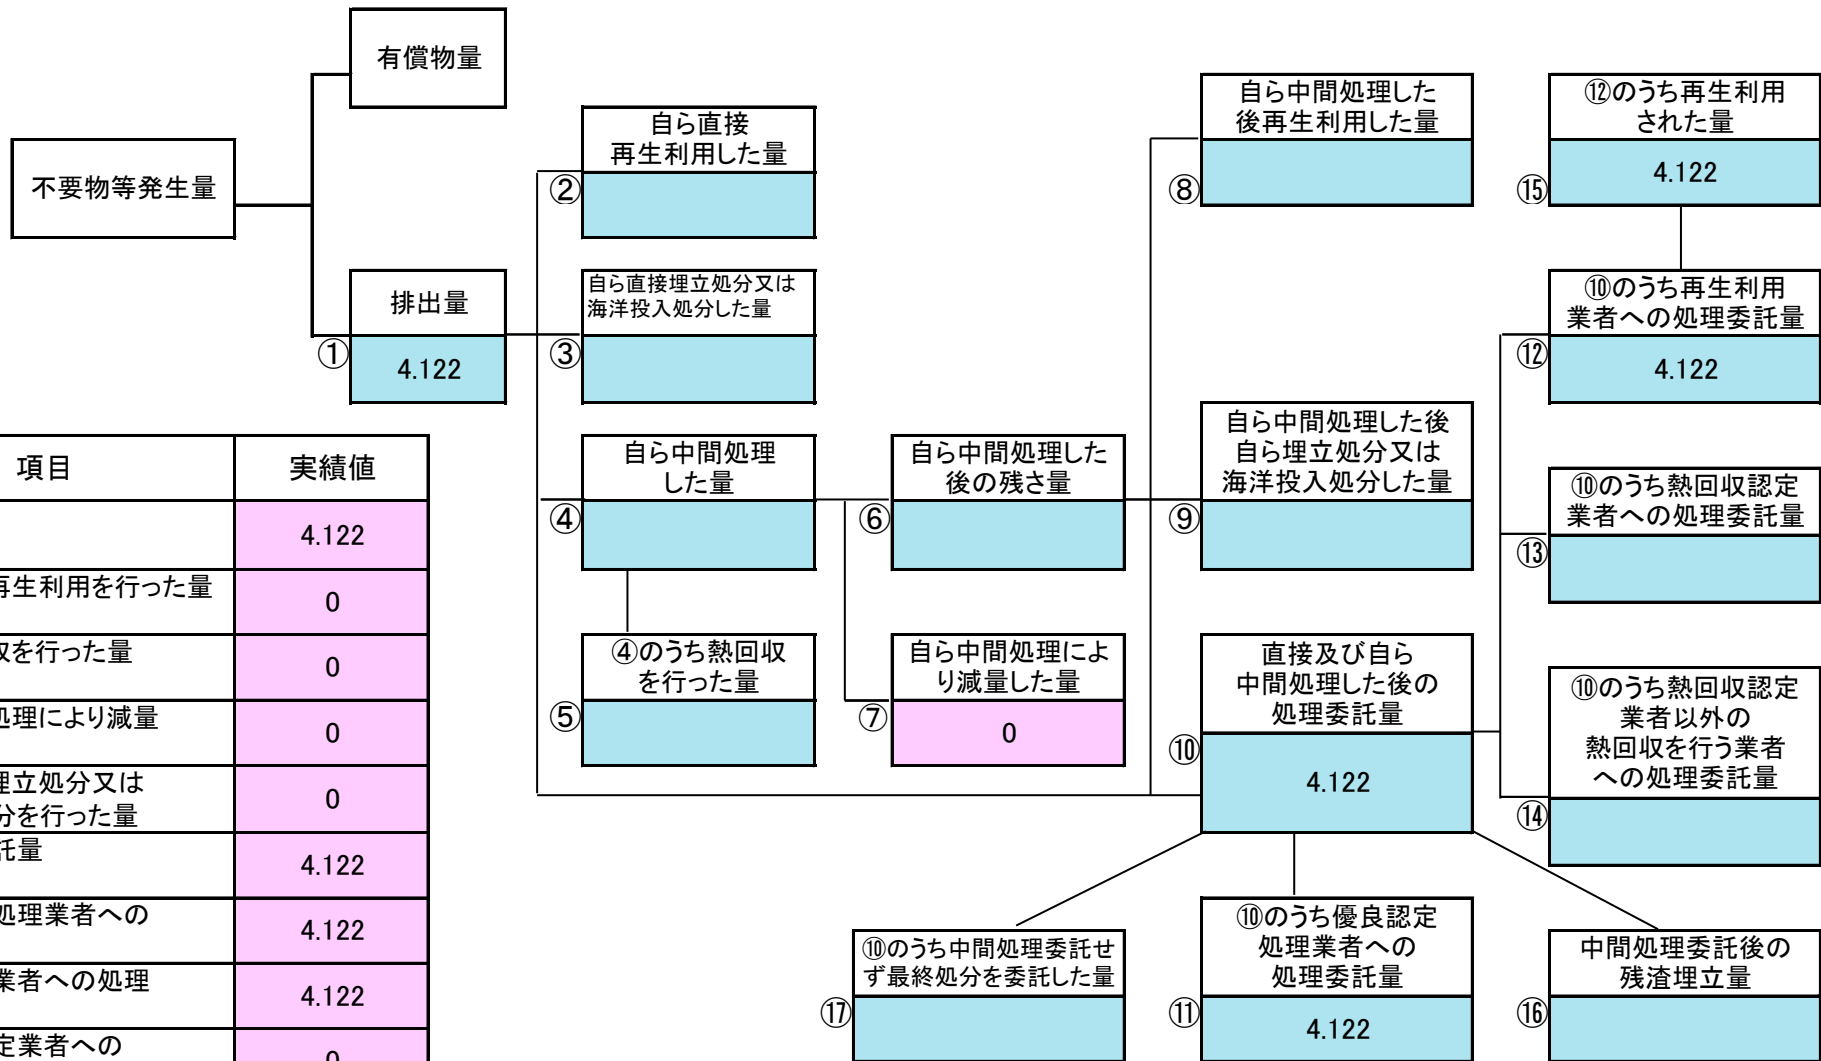 有償物量
不要物等発生量
排出量
①
4.122
自ら直接
再生利用した量
②
自ら直接埋立処分又は
海洋投入処分した量
③
自ら中間処理
した量
④
④のうち熱回収
を行った量
⑤
自ら中間処理した
後の残さ量
⑥
自ら中間処理によ
り減量した量
⑦
0
自ら中間処理した
後再生利用した量
⑧
自ら中間処理した後
自ら埋立処分又は
海洋投入処分した量
⑨
直接及び自ら
中間処理した後の
処理委託量
⑩
4.122
⑫のうち再生利用
された量
⑮
4.122
⑩のうち再生利用
業者への処理委託量
⑫
4.122
⑩のうち熱回収認定
業者への処理委託量
⑬
⑩のうち熱回収認定
業者以外の
熱回収を行う業者
への処理委託量
⑭
⑩のうち中間処理委託せ
ず最終処分を委託した量
⑰
⑩のうち優良認定
処理業者への
処理委託量
⑪
4.122
中間処理委託後の
残渣埋立量
⑯
項目 実績値
4.122
再生利用を行った量 0
を行った量 0
処理により減量 0
埋立処分又は
分を行った量 0
託量 4.122
処理業者への 4.122
業者への処理 4.122
定業者への 0